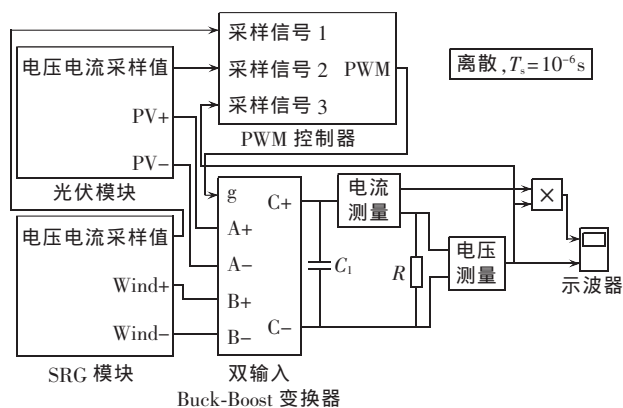 采样信号 1
采样信号 2
PWM
采样信号 3
PWM 控制器
离散,Ts=10⁻⁶s
电压电流采样值
PV+
PV−
光伏模块
电压电流采样值
Wind+
Wind−
SRG 模块
g
A+
A−
B+
B−
C+
C−
双输入
Buck-Boost 变换器
C1
R
电流
测量
电压
测量
×
示波器